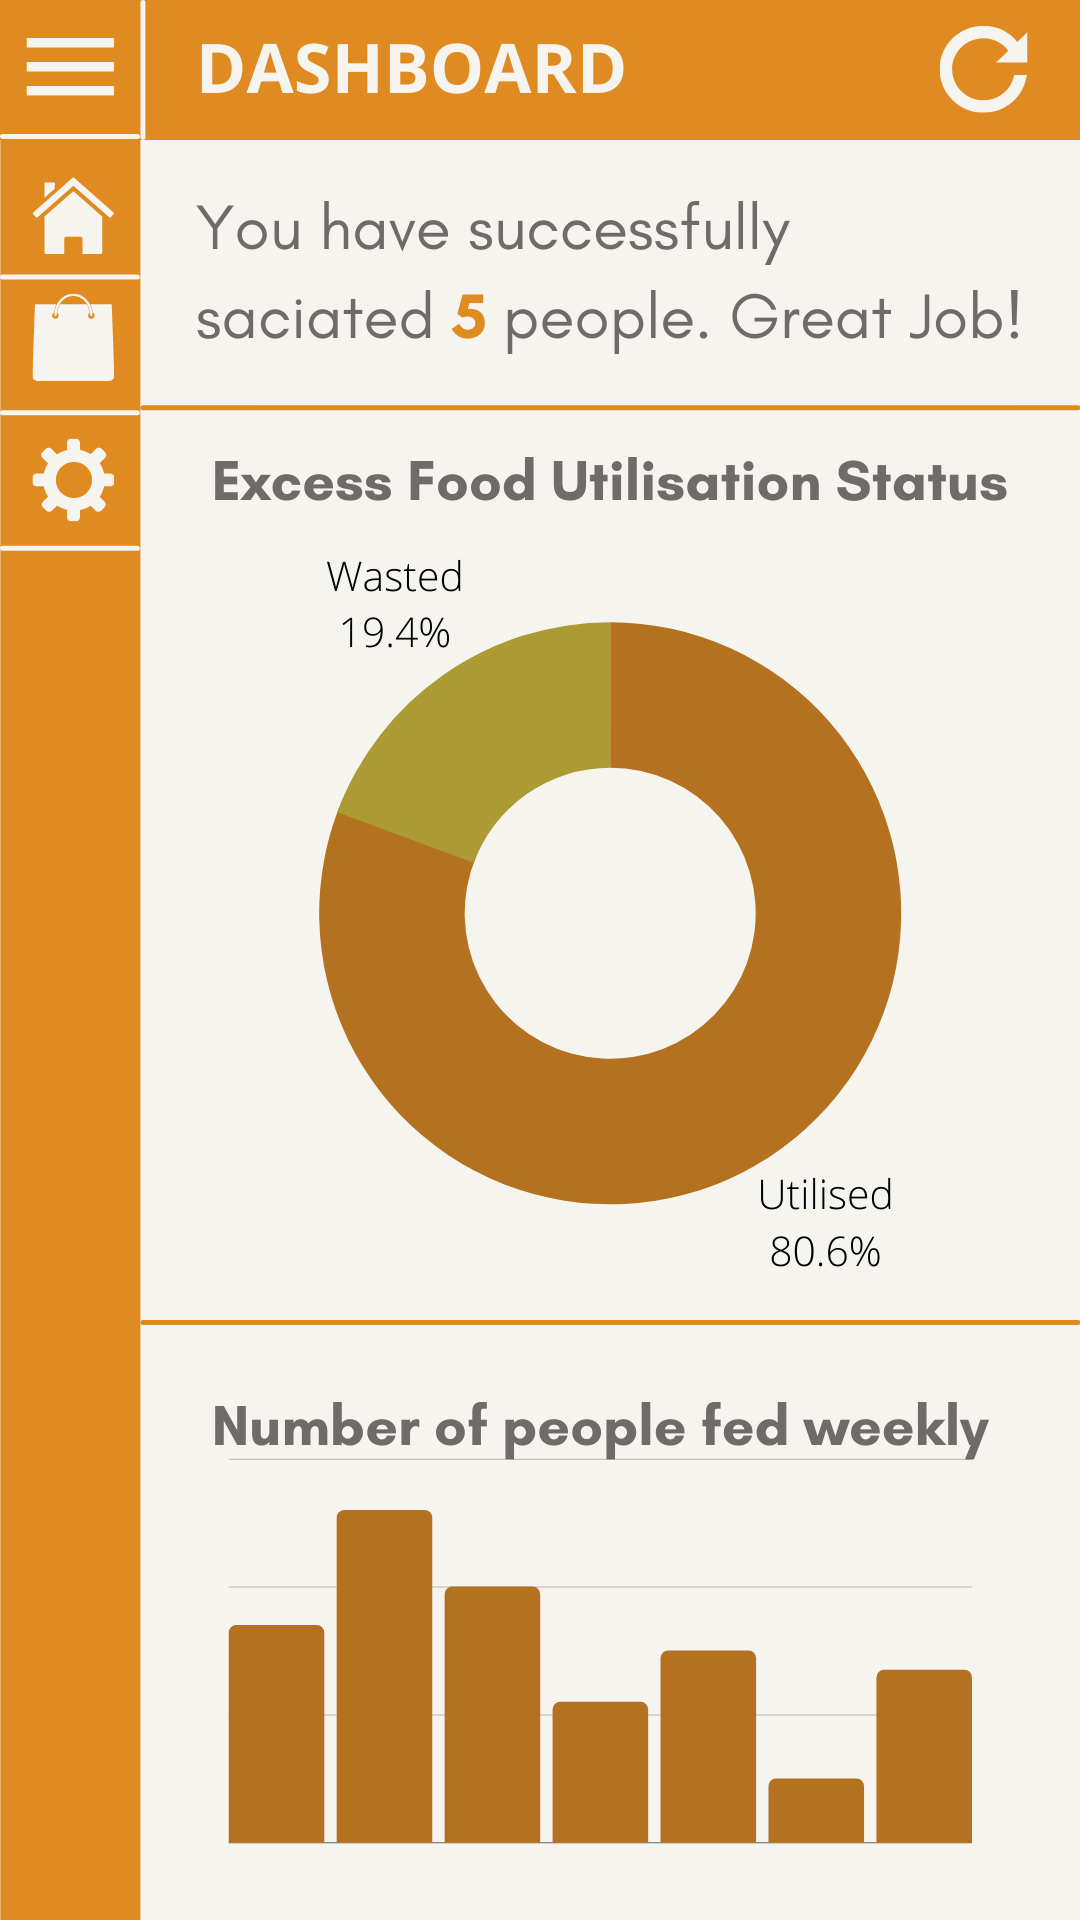 DASHBOARD
You have successfully
saciated 5 people. Great Job!
Excess Food Utilisation Status
Wasted
19.4%
Utilised
80.6%
Number of people fed weekly